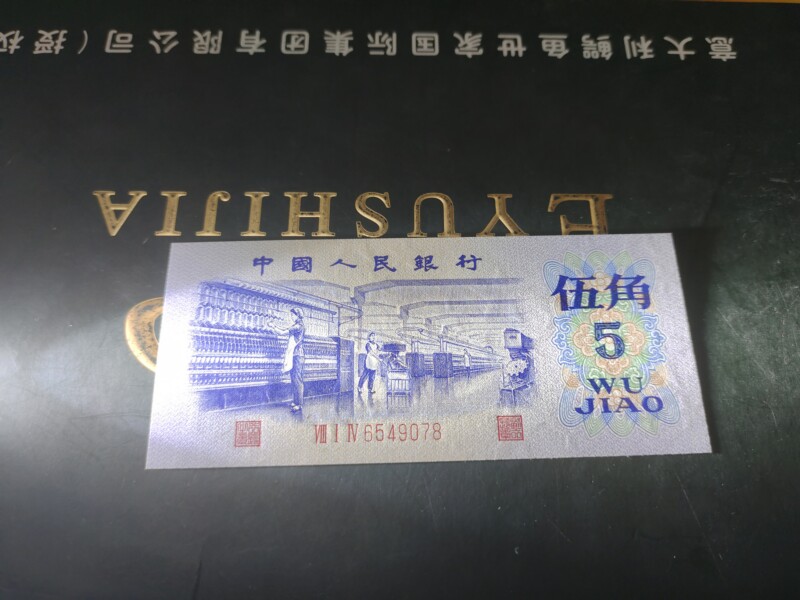 意大利鳄鱼世家国际集团有限公司（授权
EYUSHIJIA
中國人民銀行
伍角
5
WU
JIAO
Ⅷ Ⅰ Ⅳ 6549078